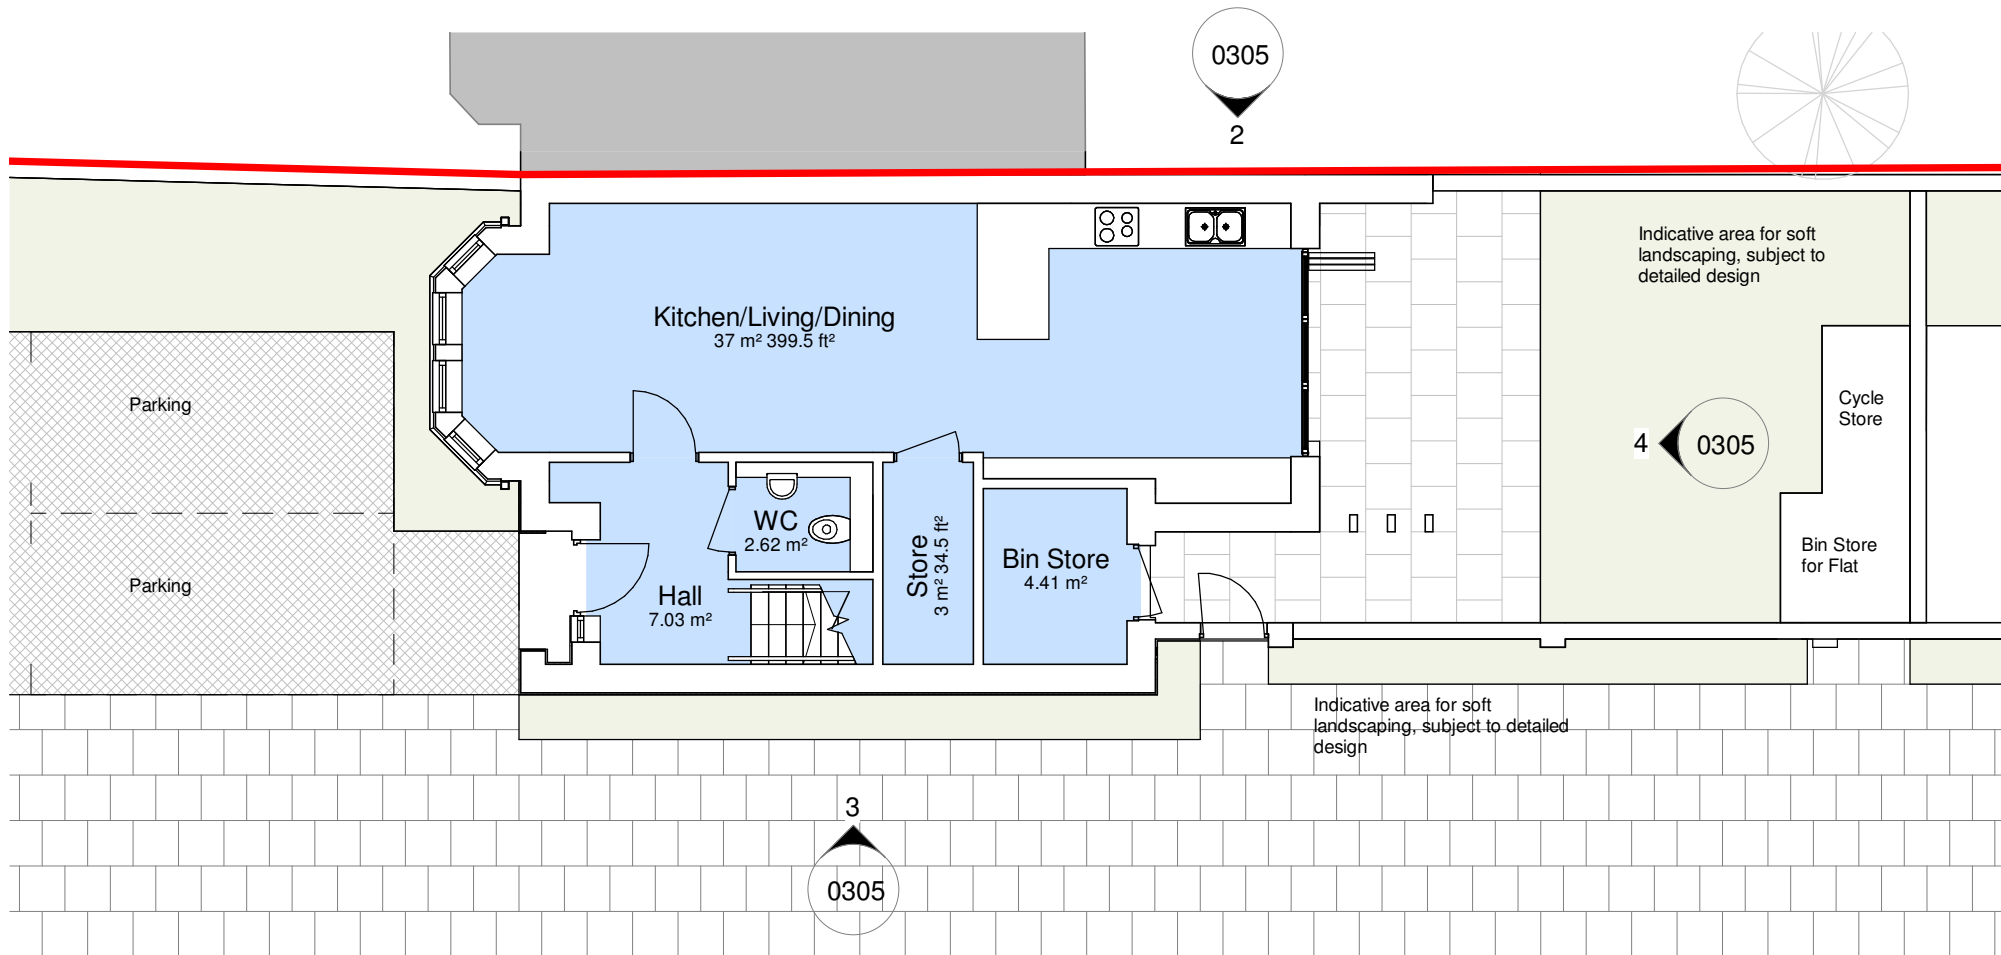 0305
2
Indicative area for soft
landscaping, subject to
detailed design
Kitchen/Living/Dining
37 m² 399.5 ft²
Parking
Cycle
Store
4
0305
WC
2.62 m²
Store
3 m² 34.5 ft²
Bin Store
4.41 m²
Bin Store
for Flat
Parking
Hall
7.03 m²
Indicative area for soft
landscaping, subject to detailed
design
3
0305